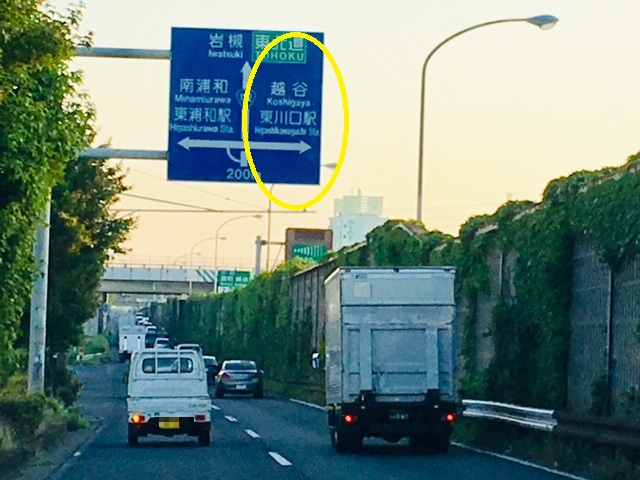 岩槻 東北道
Iwatsuki TOHOKU
南浦和 越谷
Minamiurawa Koshigaya
東浦和駅 東川口駅
Higashiurawa Sta. Higashikawaguchi Sta.
200m